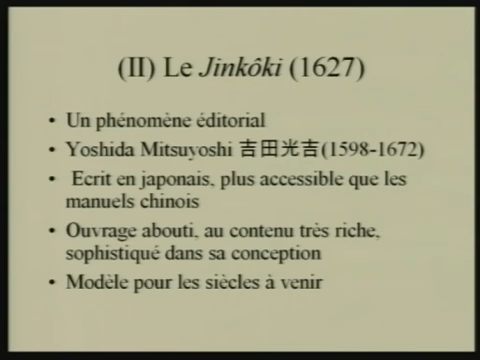 (II) Le Jinkôki (1627)
• Un phénomène éditorial
• Yoshida Mitsuyoshi 吉田光吉(1598-1672)
• Ecrit en japonais, plus accessible que les
manuels chinois
• Ouvrage abouti, au contenu très riche,
sophistiqué dans sa conception
• Modèle pour les siècles à venir